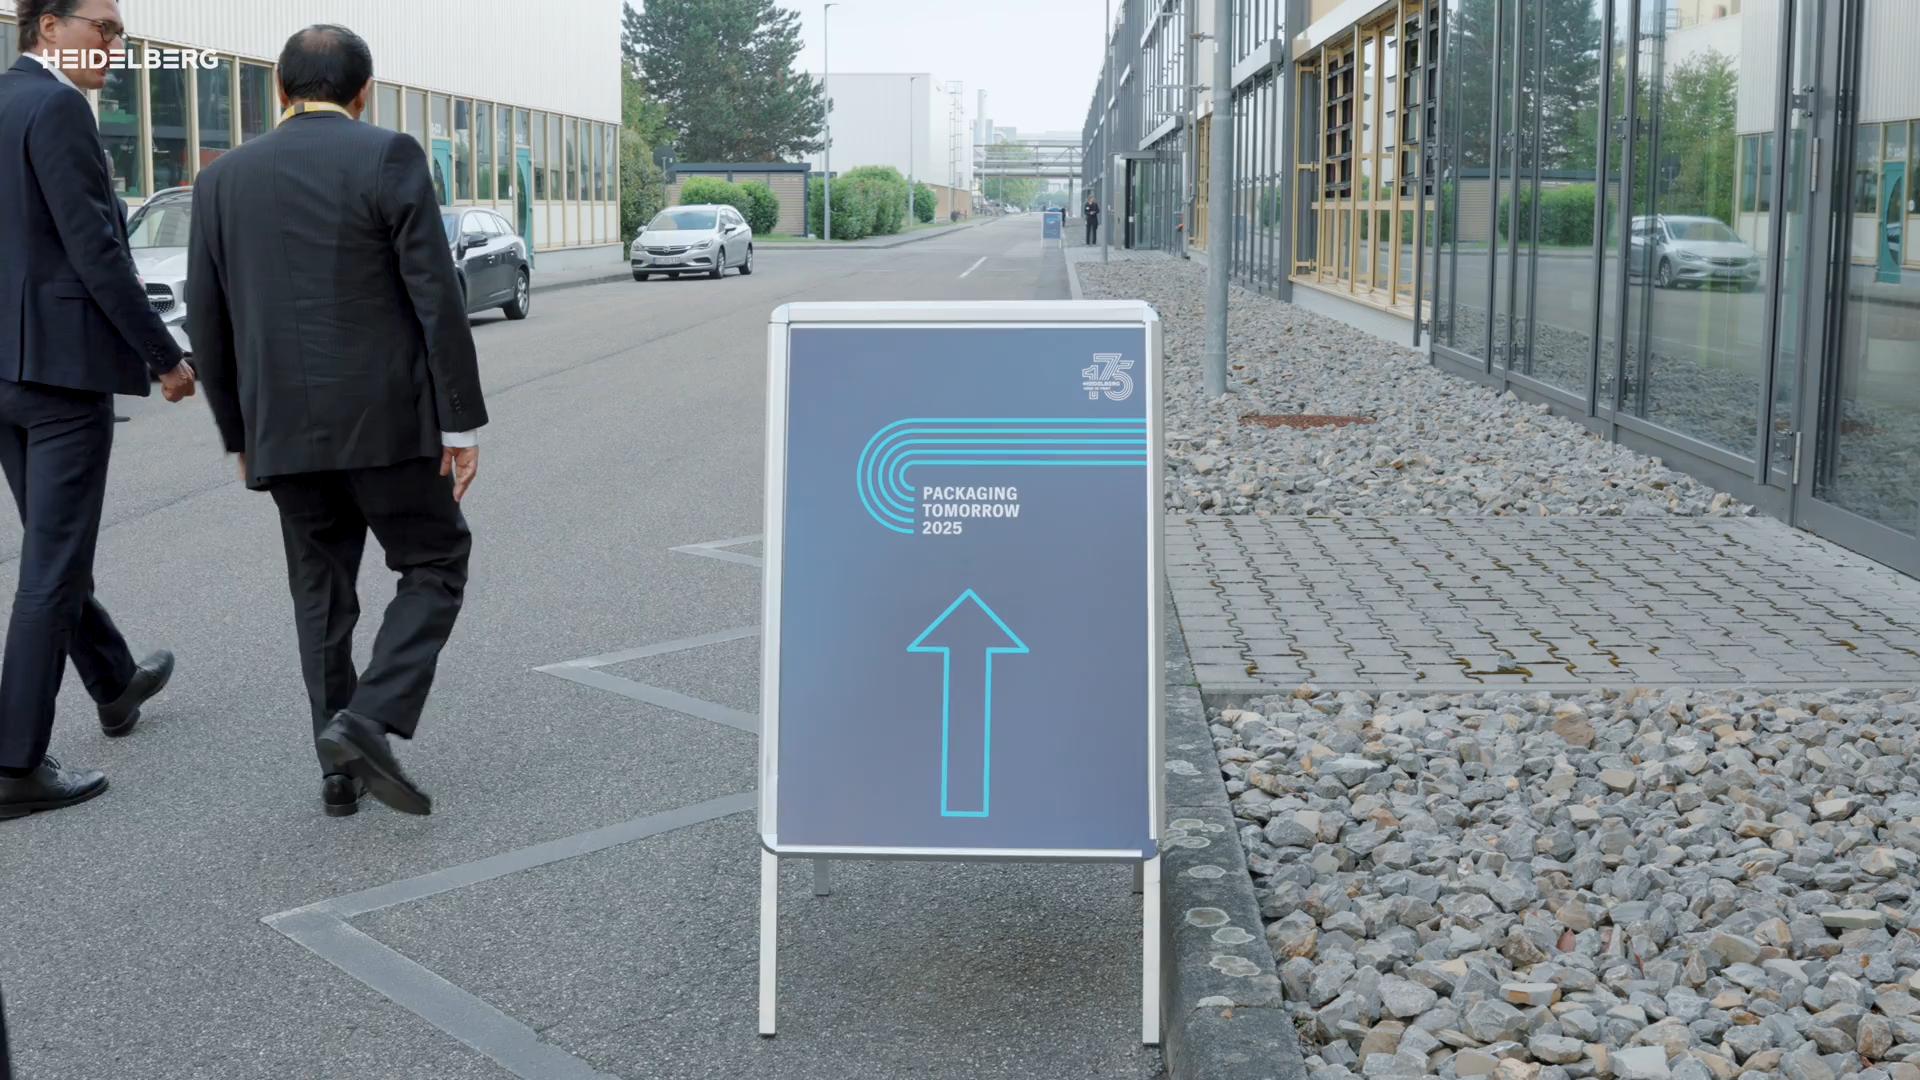 HEIDELBERG
175
HEIDELBERG
PACKAGING
TOMORROW
2025